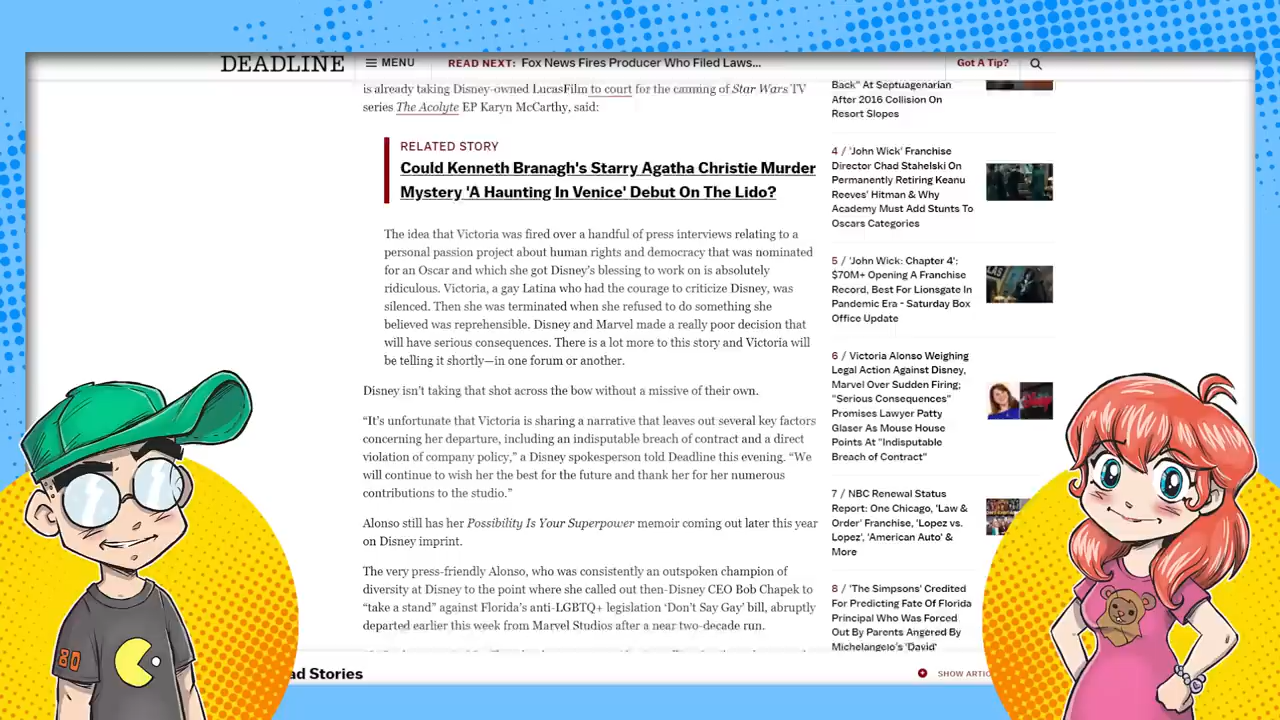 DEADLINE
MENU
READ NEXT: Fox News Fires Producer Who Filed Laws...
Got A Tip?
is already taking Disney-owned LucasFilm to court for the canning of Star Wars TV
series The Acolyte EP Karyn McCarthy, said:
RELATED STORY
Could Kenneth Branagh's Starry Agatha Christie Murder
Mystery 'A Haunting In Venice' Debut On The Lido?
The idea that Victoria was fired over a handful of press interviews relating to a
personal passion project about human rights and democracy that was nominated
for an Oscar and which she got Disney's blessing to work on is absolutely
ridiculous. Victoria, a gay Latina who had the courage to criticize Disney, was
silenced. Then she was terminated when she refused to do something she
believed was reprehensible. Disney and Marvel made a really poor decision that
will have serious consequences. There is a lot more to this story and Victoria will
be telling it shortly—in one forum or another.
Disney isn't taking that shot across the bow without a missive of their own.
“It's unfortunate that Victoria is sharing a narrative that leaves out several key factors
concerning her departure, including an indisputable breach of contract and a direct
violation of company policy,” a Disney spokesperson told Deadline this evening. “We
will continue to wish her the best for the future and thank her for her numerous
contributions to the studio.”
Alonso still has her Possibility Is Your Superpower memoir coming out later this year
on Disney imprint.
The very press-friendly Alonso, who was consistently an outspoken champion of
diversity at Disney to the point where she called out then-Disney CEO Bob Chapek to
“take a stand” against Florida's anti-LGBTQ+ legislation 'Don't Say Gay' bill, abruptly
departed earlier this week from Marvel Studios after a near two-decade run.
Back" At Septuagenarian
After 2016 Collision On
Resort Slopes
4 / 'John Wick' Franchise
Director Chad Stahelski On
Permanently Retiring Keanu
Reeves' Hitman & Why
Academy Must Add Stunts To
Oscars Categories
5 / 'John Wick: Chapter 4':
$70M+ Opening A Franchise
Record, Best For Lionsgate In
Pandemic Era - Saturday Box
Office Update
6 / Victoria Alonso Weighing
Legal Action Against Disney,
Marvel Over Sudden Firing;
"Serious Consequences"
Promises Lawyer Patty
Glaser As Mouse House
Points At "Indisputable
Breach of Contract"
7 / NBC Renewal Status
Report: One Chicago, 'Law &
Order' Franchise, 'Lopez vs.
Lopez', 'American Auto' &
More
8 / 'The Simpsons' Credited
For Predicting Fate Of Florida
Principal Who Was Forced
Out By Parents Angered By
Michelangelo's 'David'
ad Stories
SHOW ARTIC
80